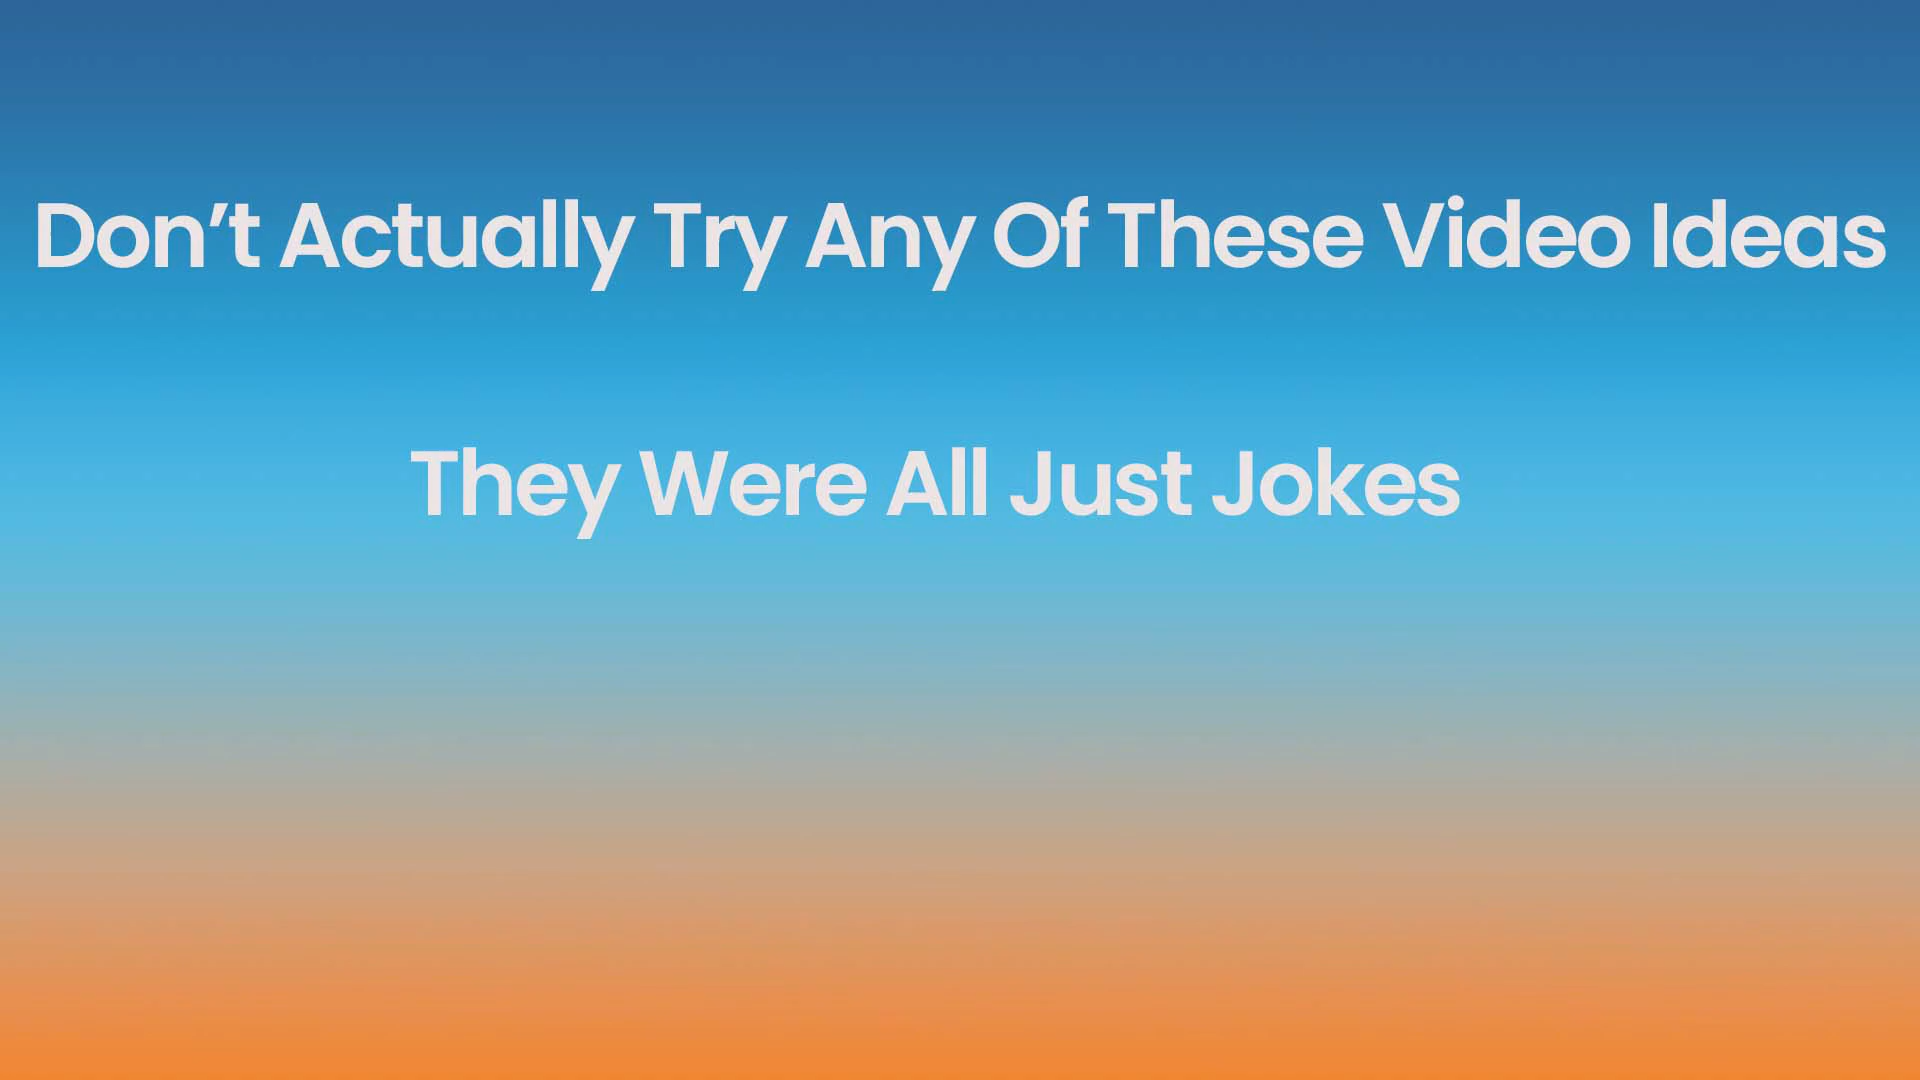 Don’t Actually Try Any Of These Video Ideas
They Were All Just Jokes